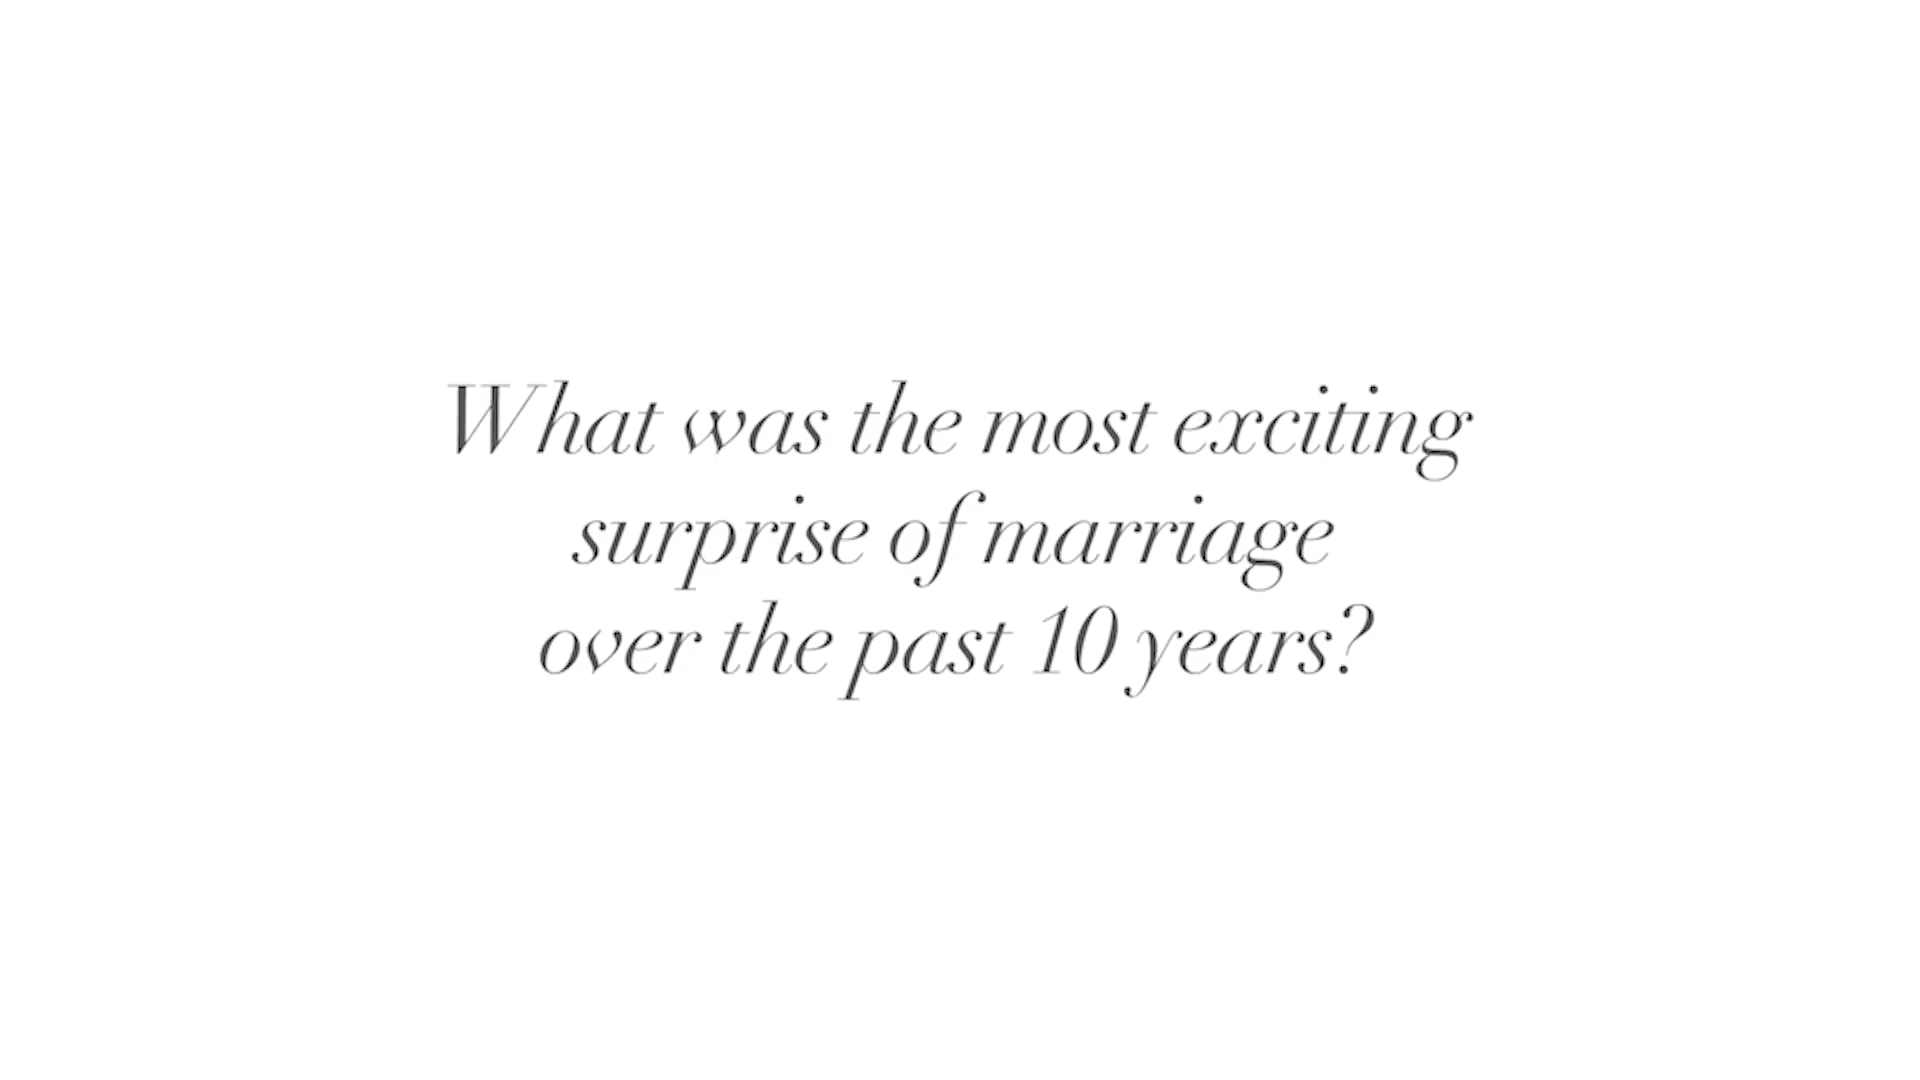 What was the most exciting
surprise of marriage
over the past 10 years?